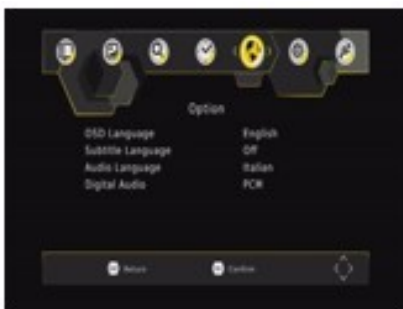 Option
OSD Language English
Subtitle Language Off
Audio Language Italian
Digital Audio PCM
Return Confirm